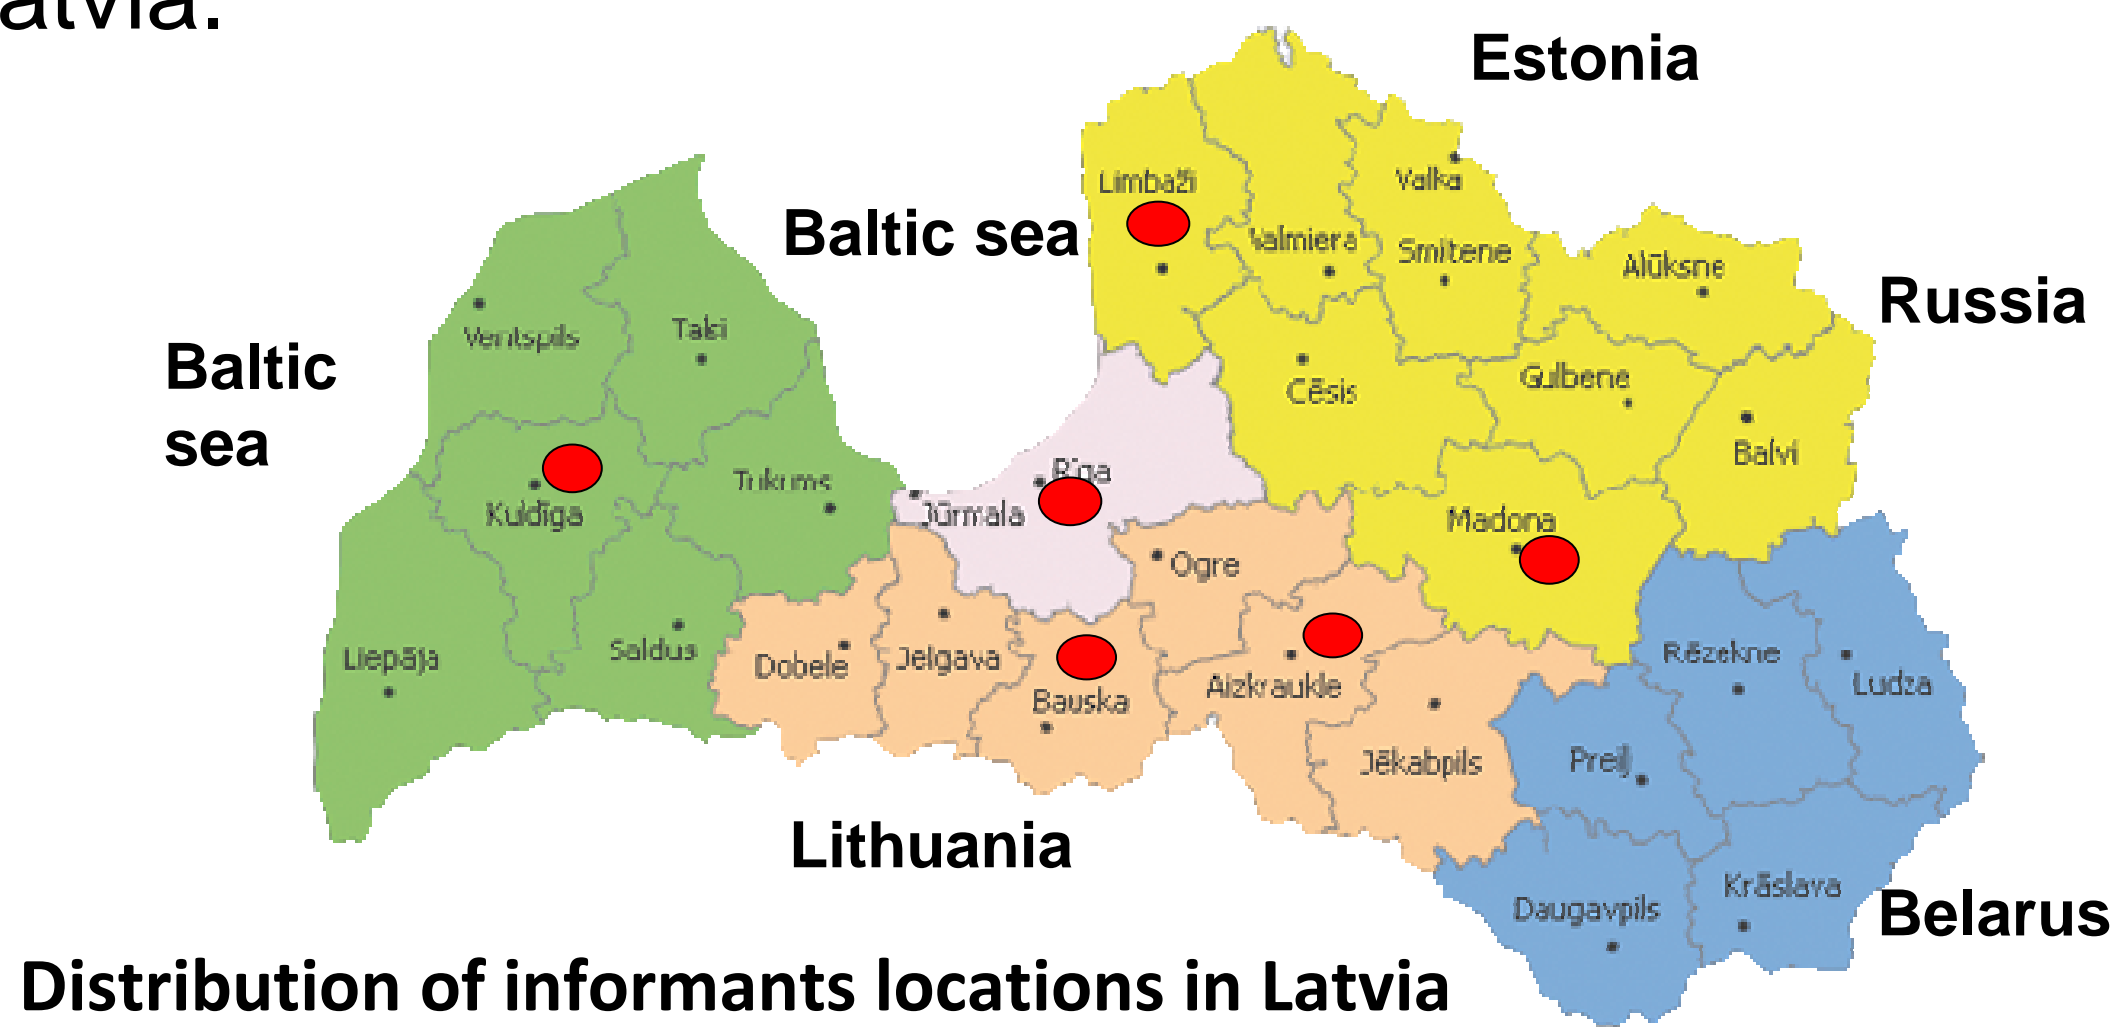 atvia.
Estonia
Limbaži
Valka
Baltic sea
Valmiera
Smitene
Alūksne
Russia
Ventspils
Talsi
Baltic
sea
Cēsis
Gulbene
Balvi
Rīga
Tukums
Kuldīga
Jūrmala
Madona
Ogre
Liepāja
Saldus
Dobele
Jelgava
Bauska
Aizkraukle
Rēzekne
Ludza
Jēkabpils
Preiļi
Lithuania
Krāslava
Daugavpils
Belarus
Distribution of informants locations in Latvia